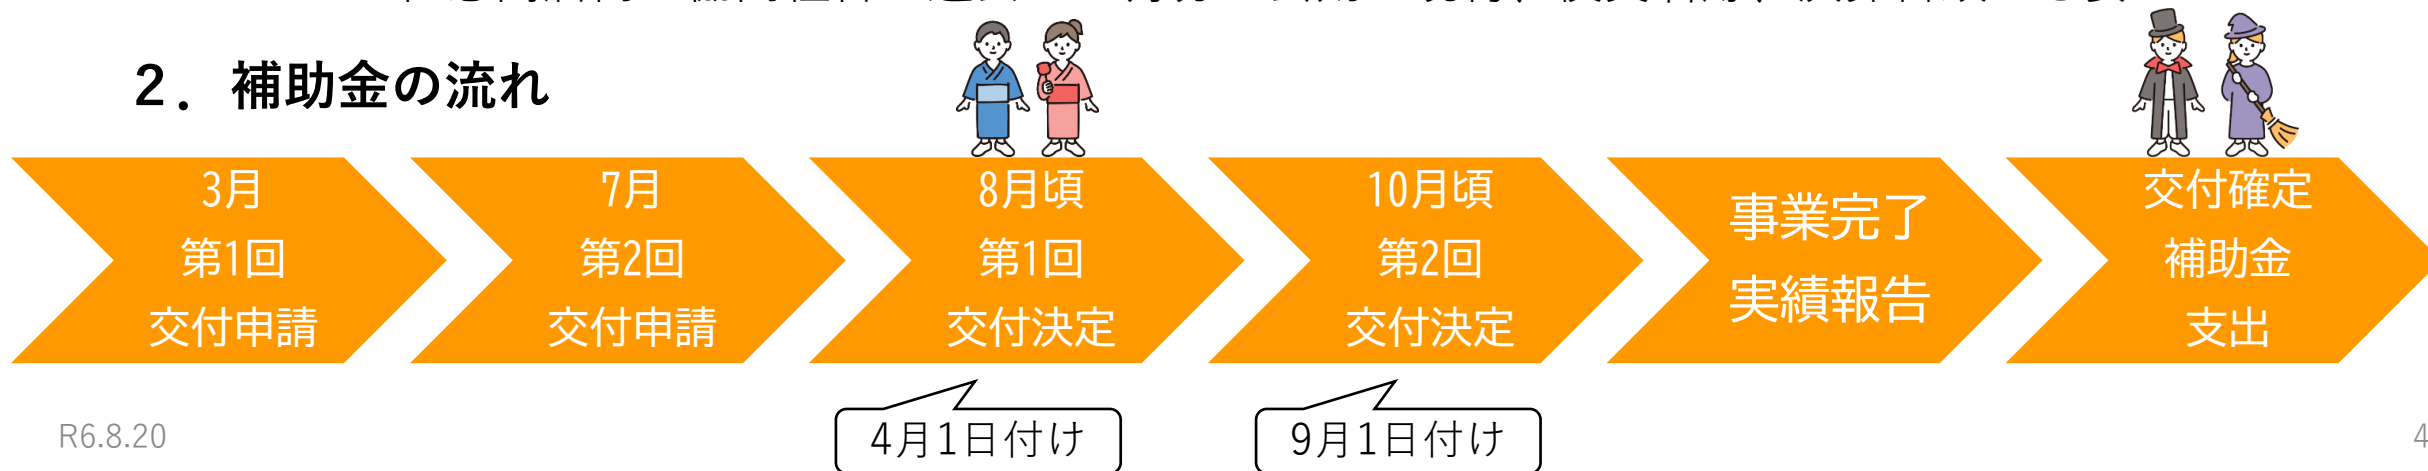 2．補助金の流れ
3月
第1回
交付申請
7月
第2回
交付申請
8月頃
第1回
交付決定
10月頃
第2回
交付決定
事業完了
実績報告
交付確定
補助金
支出
4月1日付け
9月1日付け
R6.8.20
4